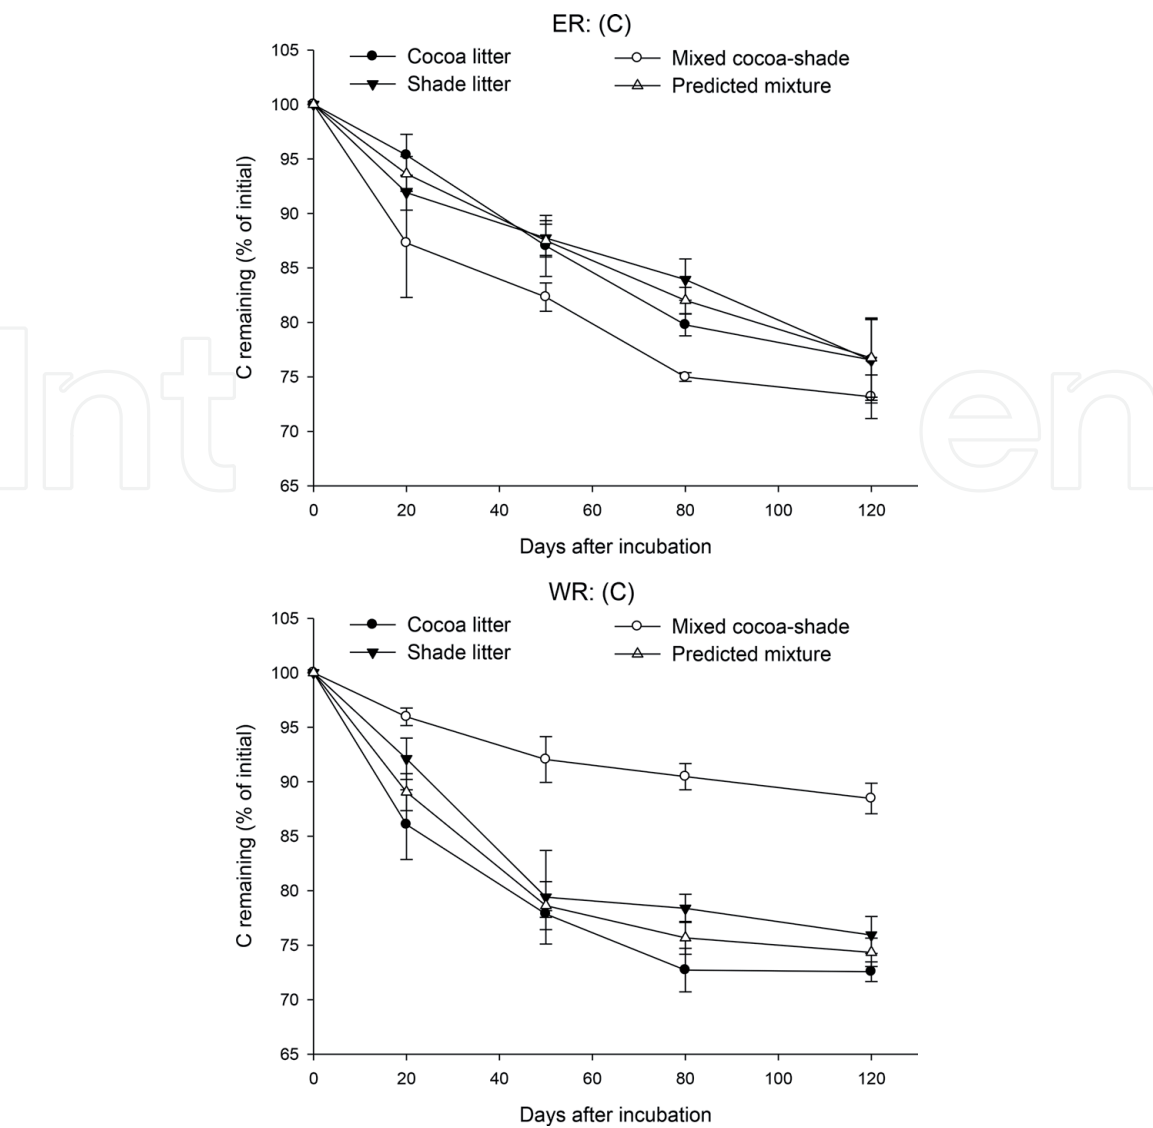 ER: (C)
105
Cocoa litter
Mixed cocoa-shade
Shade litter
Predicted mixture
100
95
90
85
80
75
70
65
C remaining (% of initial)
0 20 40 60 80 100 120
Days after incubation
WR: (C)
105
Cocoa litter
Mixed cocoa-shade
Shade litter
Predicted mixture
100
95
90
85
80
75
70
65
C remaining (% of initial)
0 20 40 60 80 100 120
Days after incubation
Int en